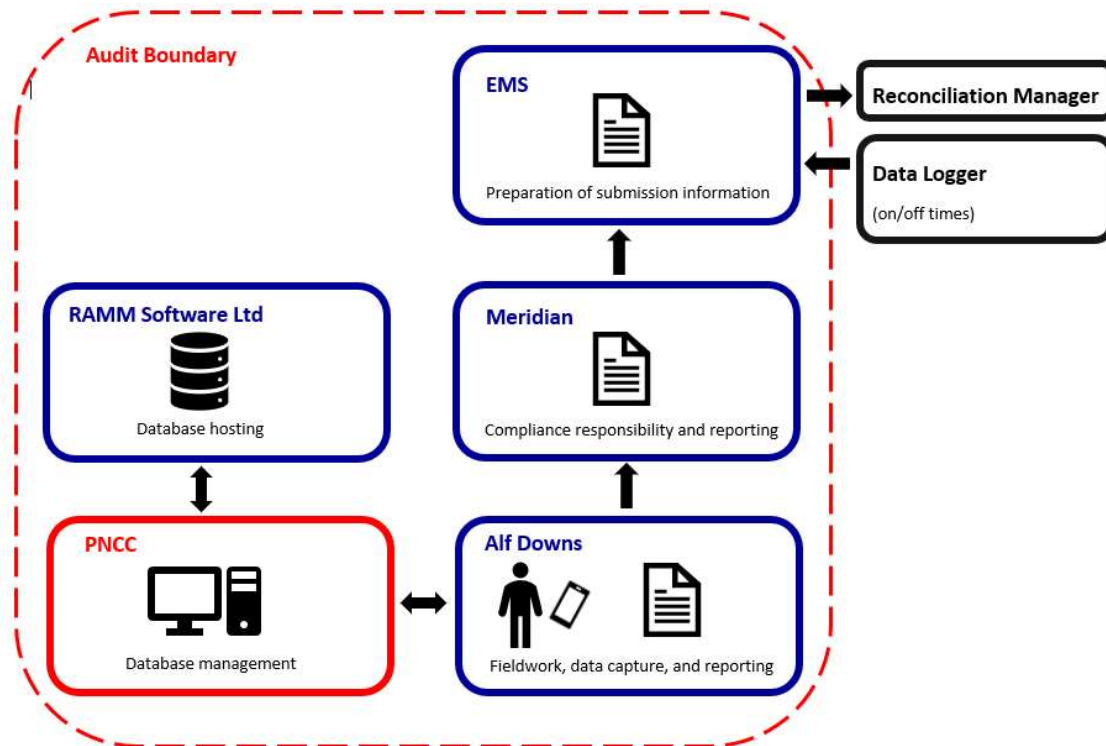 Audit Boundary
EMS
Preparation of submission information
Reconciliation Manager
Data Logger
(on/off times)
RAMM Software Ltd
Database hosting
Meridian
Compliance responsibility and reporting
PNCC
Database management
Alf Downs
Fieldwork, data capture, and reporting